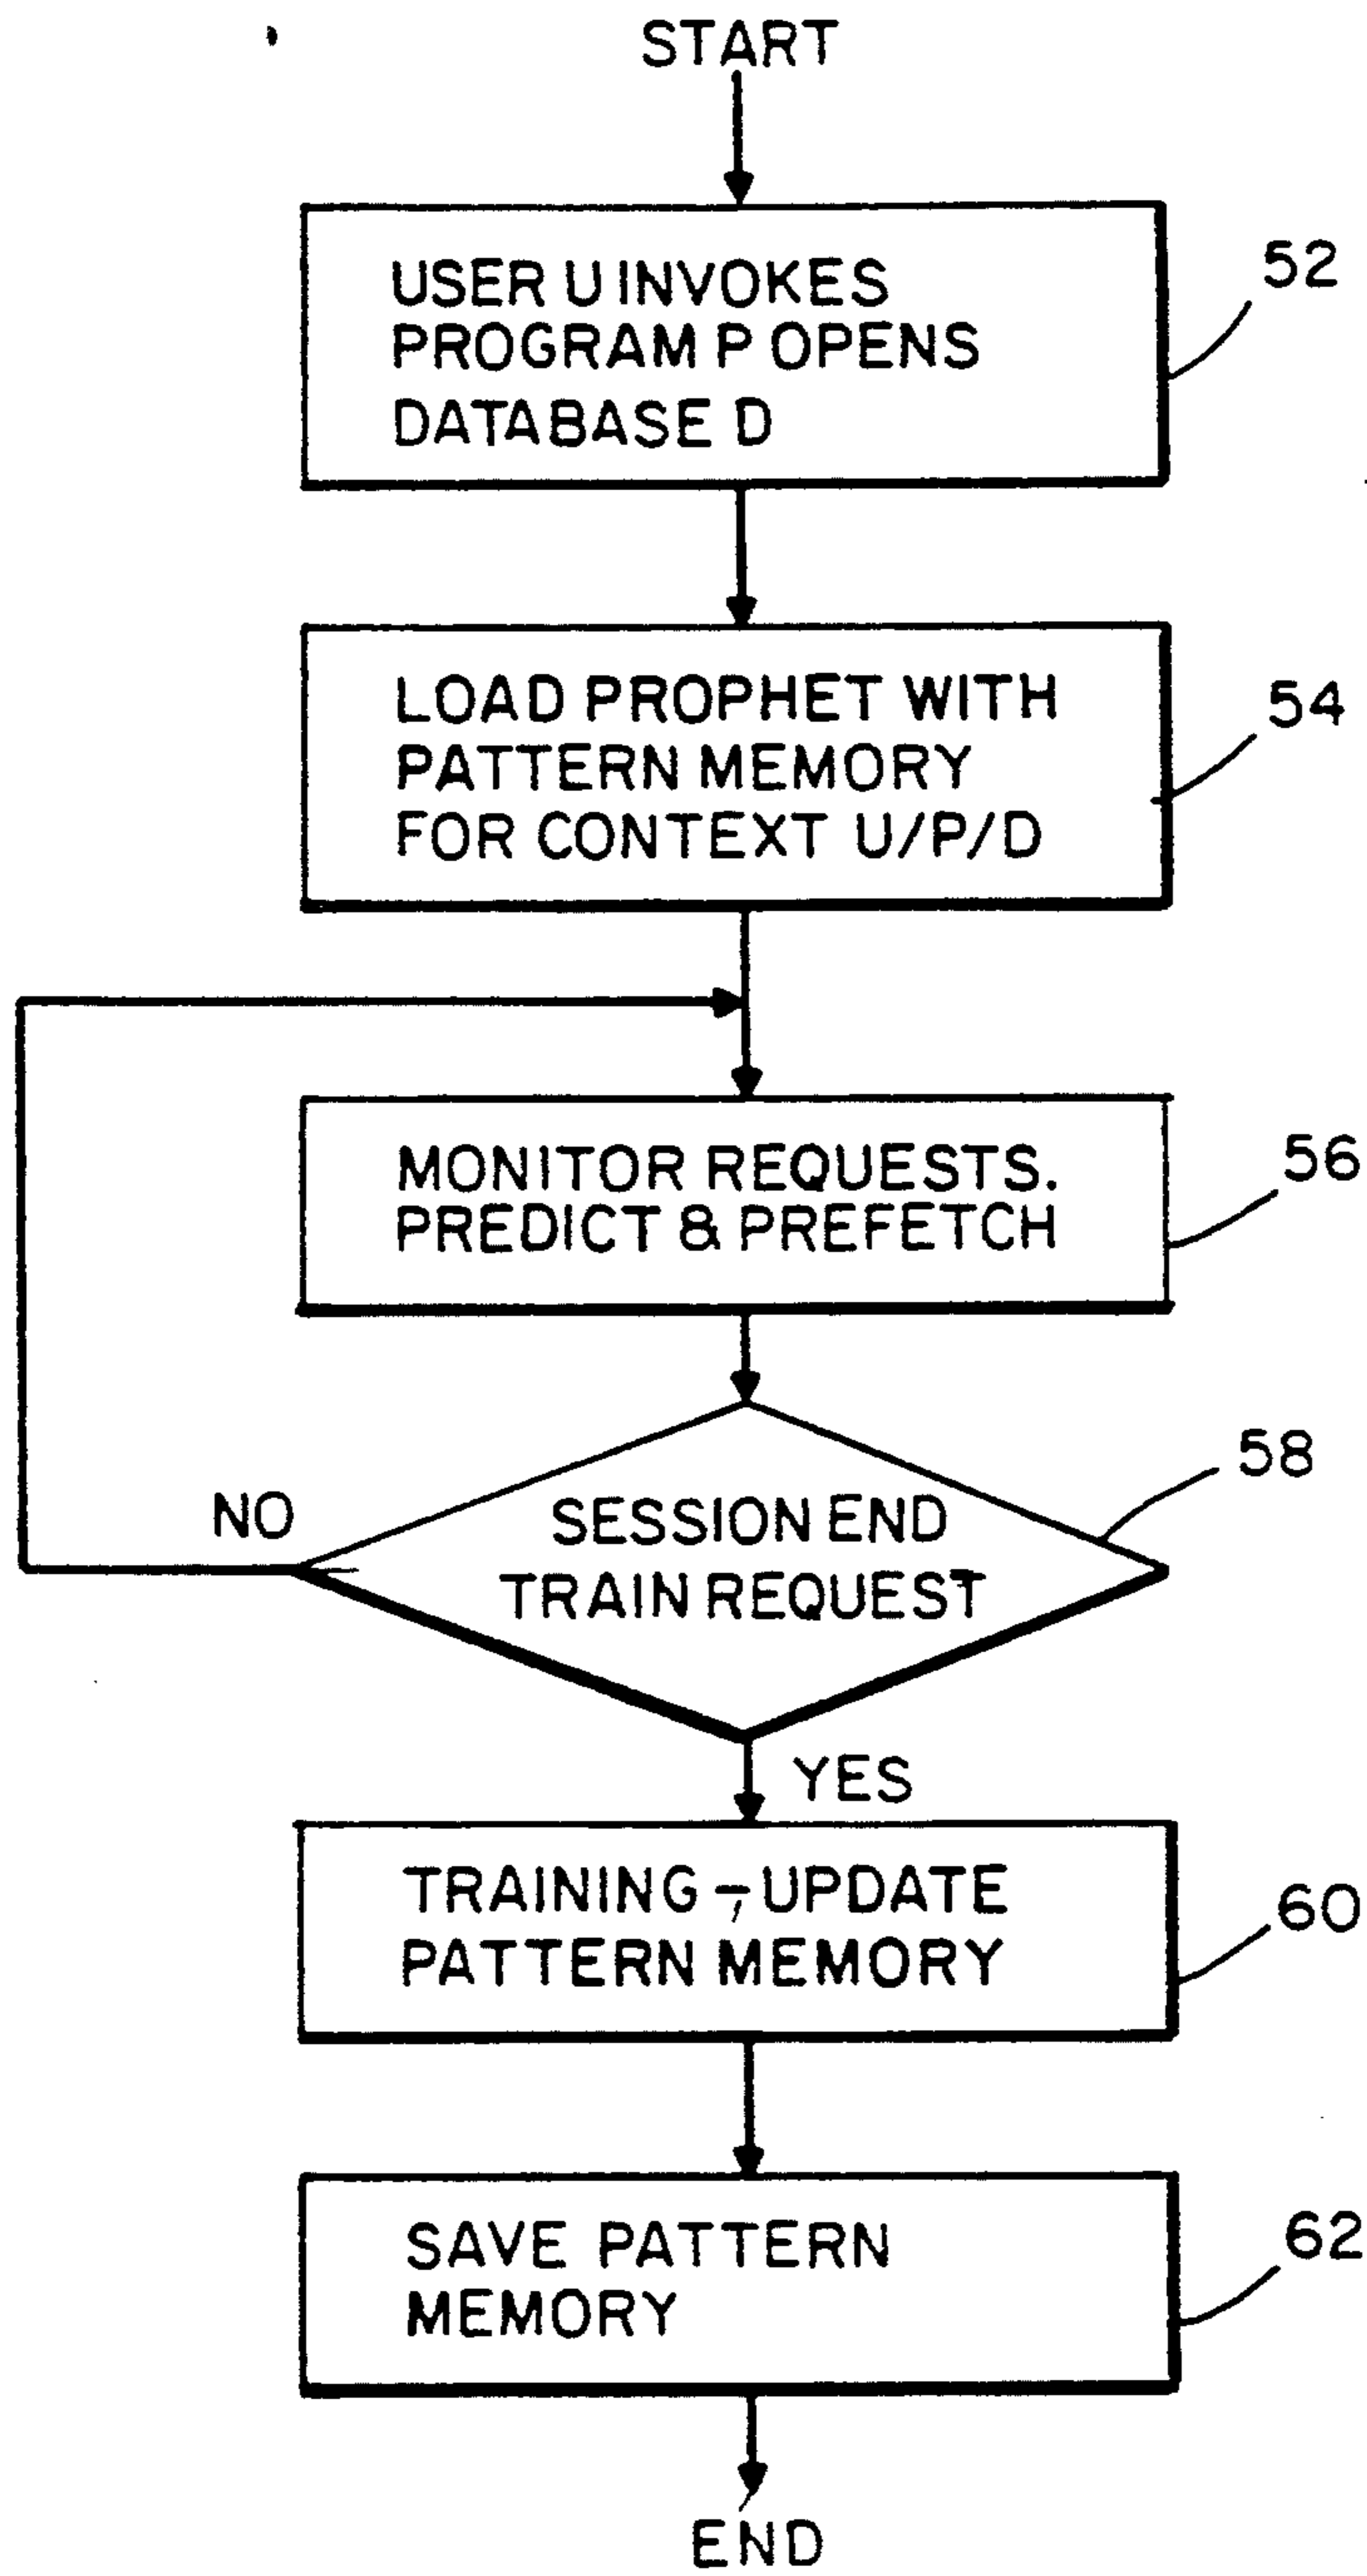 START
USER U INVOKES
PROGRAM P OPENS
DATABASE D
52
LOAD PROPHET WITH
PATTERN MEMORY
FOR CONTEXT U/P/D
54
MONITOR REQUESTS.
PREDICT & PREFETCH
56
SESSION END
TRAIN REQUEST
58
NO
YES
TRAINING - UPDATE
PATTERN MEMORY
60
SAVE PATTERN
MEMORY
62
END